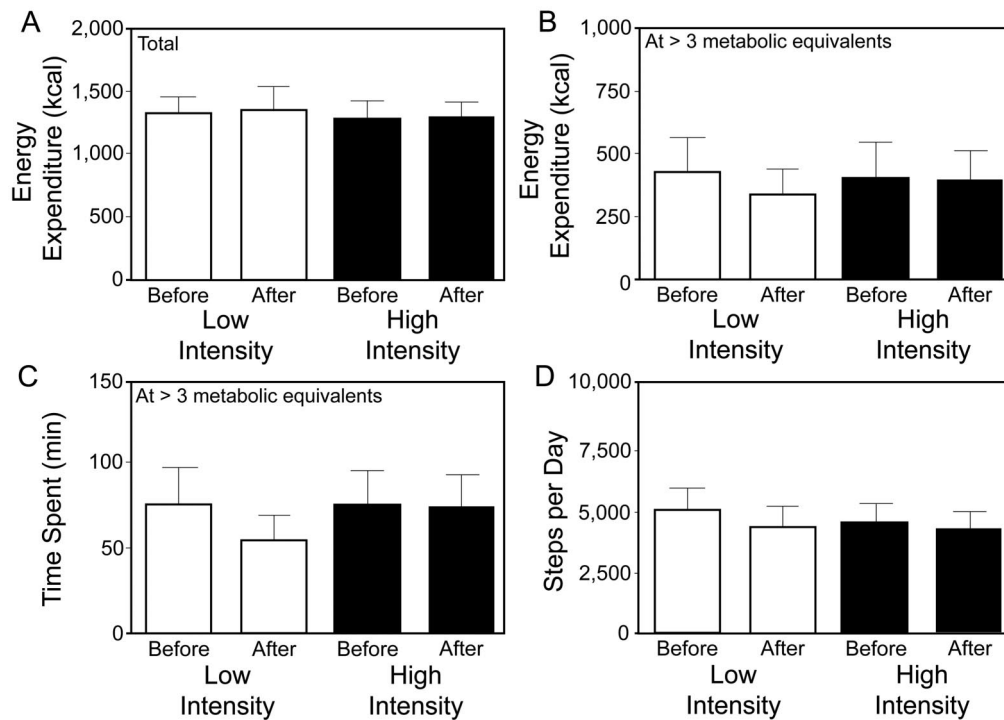 A
Total
Energy
Expenditure (kcal)
2,000
1,500
1,000
500
0
Before After Before After
Low High
Intensity Intensity
B
At > 3 metabolic equivalents
Energy
Expenditure (kcal)
1,000
750
500
250
0
Before After Before After
Low High
Intensity Intensity
C
At > 3 metabolic equivalents
Time Spent (min)
150
100
50
0
Before After Before After
Low High
Intensity Intensity
D
Steps per Day
10,000
7,500
5,000
2,500
0
Before After Before After
Low High
Intensity Intensity